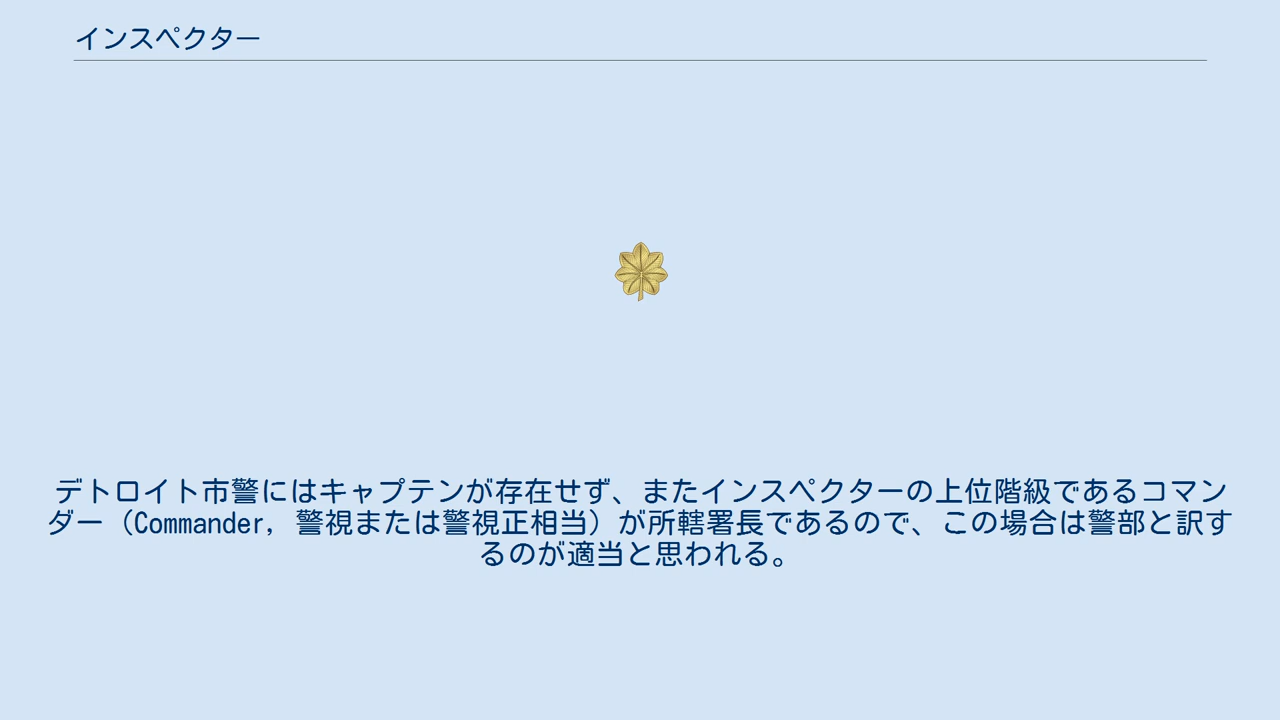 インスペクター
デトロイト市警にはキャプテンが存在せず、またインスペクターの上位階級であるコマン
ダー（Commander, 警視または警視正相当）が所轄署長であるので、この場合は警部と訳す
るのが適当と思われる。